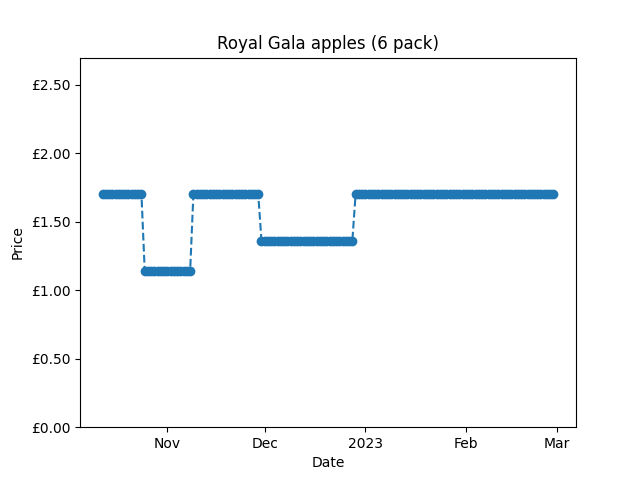 Royal Gala apples (6 pack)
£2.50
£2.00
£1.50
£1.00
£0.50
£0.00
Price
Nov Dec 2023 Feb Mar
Date